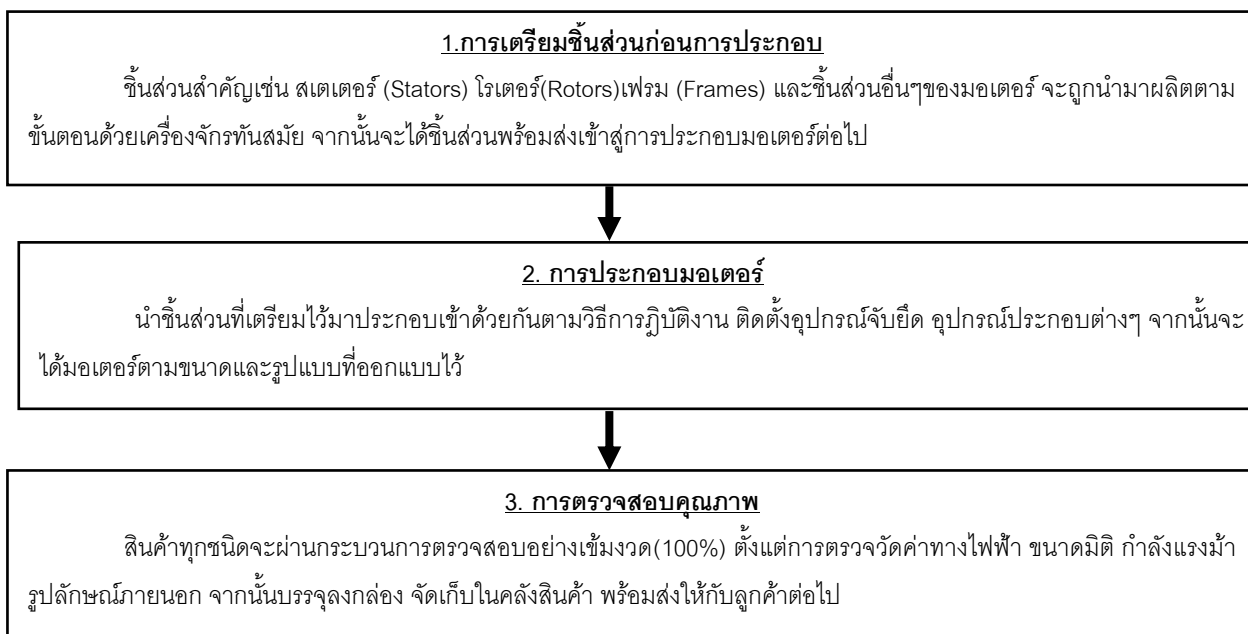 1.การเตรียมชิ้นส่วนก่อนการประกอบ
ชิ้นส่วนสำคัญเช่น สเตเตอร์ (Stators) โรเตอร์(Rotors)เฟรม (Frames) และชิ้นส่วนอื่นๆของมอเตอร์ จะถูกนำมาผลิตตาม
ขั้นตอนด้วยเครื่องจักรทันสมัย จากนั้นจะได้ชิ้นส่วนพร้อมส่งเข้าสู่การประกอบมอเตอร์ต่อไป
2. การประกอบมอเตอร์
นำชิ้นส่วนที่เตรียมไว้มาประกอบเข้าด้วยกันตามวิธีการฏิบัติงาน ติดตั้งอุปกรณ์จับยึด อุปกรณ์ประกอบต่างๆ จากนั้นจะ
ได้มอเตอร์ตามขนาดและรูปแบบที่ออกแบบไว้
3. การตรวจสอบคุณภาพ
สินค้าทุกชนิดจะผ่านกระบวนการตรวจสอบอย่างเข้มงวด(100%) ตั้งแต่การตรวจวัดค่าทางไฟฟ้า ขนาดมิติ กำลังแรงม้า
รูปลักษณ์ภายนอก จากนั้นบรรจุลงกล่อง จัดเก็บในคลังสินค้า พร้อมส่งให้กับลูกค้าต่อไป